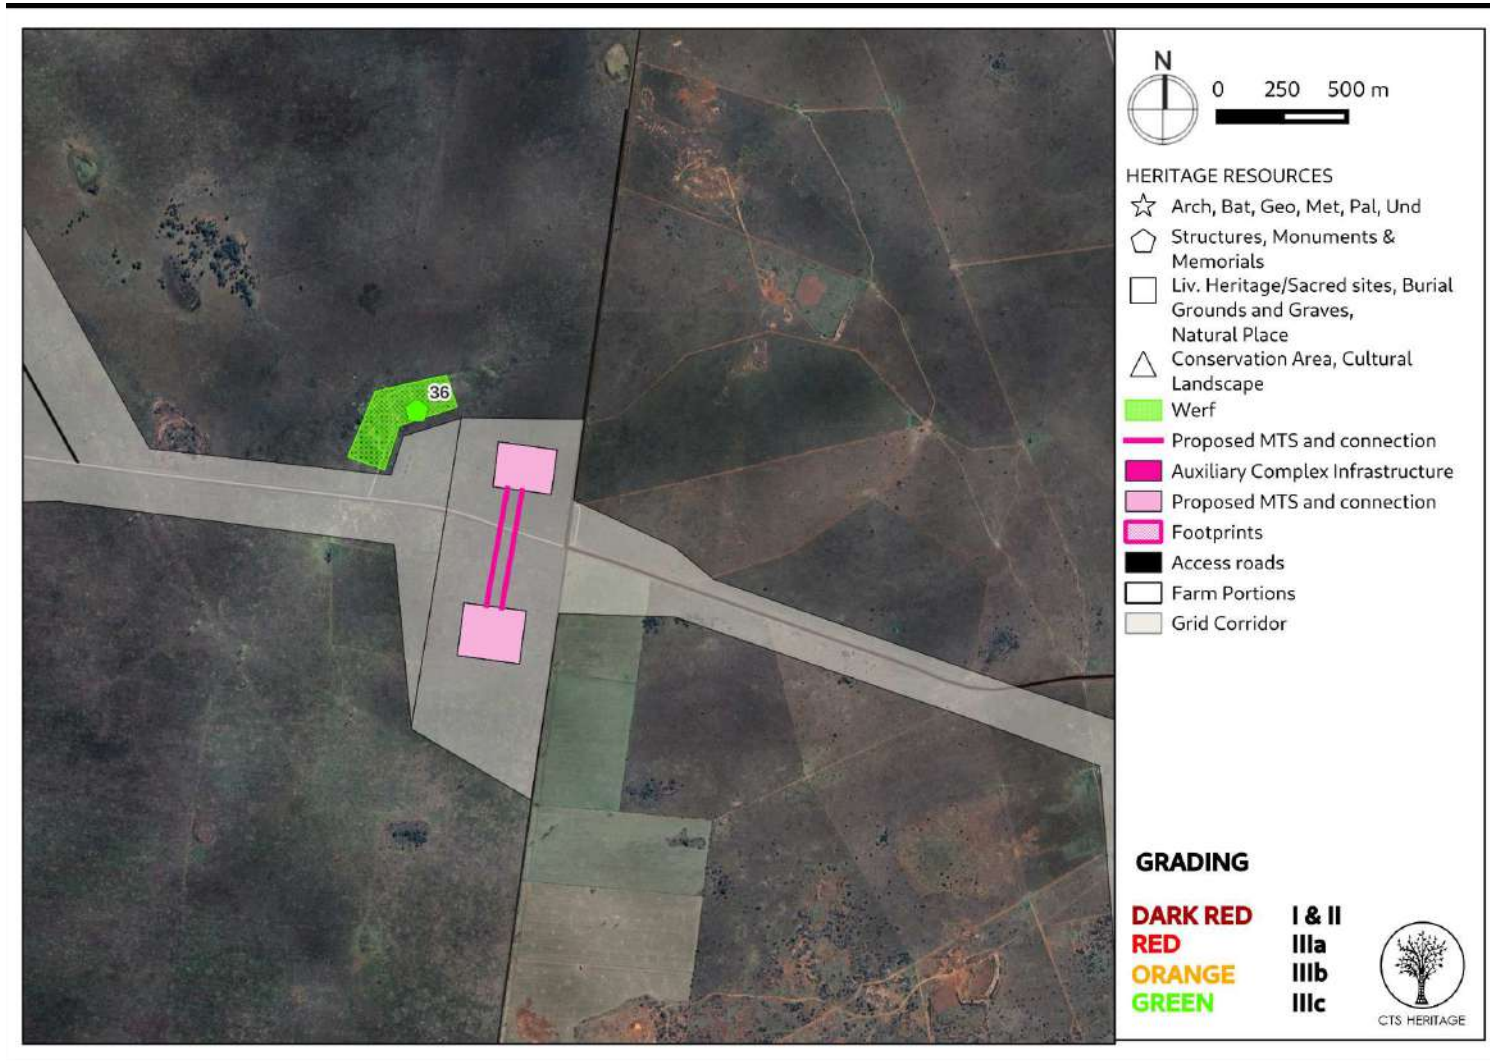 36
N
0 250 500 m
HERITAGE RESOURCES
Arch, Bat, Geo, Met, Pal, Und
Structures, Monuments &
Memorials
Liv. Heritage/Sacred sites, Burial
Grounds and Graves,
Natural Place
Conservation Area, Cultural
Landscape
Werf
Proposed MTS and connection
Auxiliary Complex Infrastructure
Proposed MTS and connection
Footprints
Access roads
Farm Portions
Grid Corridor
GRADING
DARK RED I & II
RED IIIa
ORANGE IIIb
GREEN IIIc
CTS HERITAGE